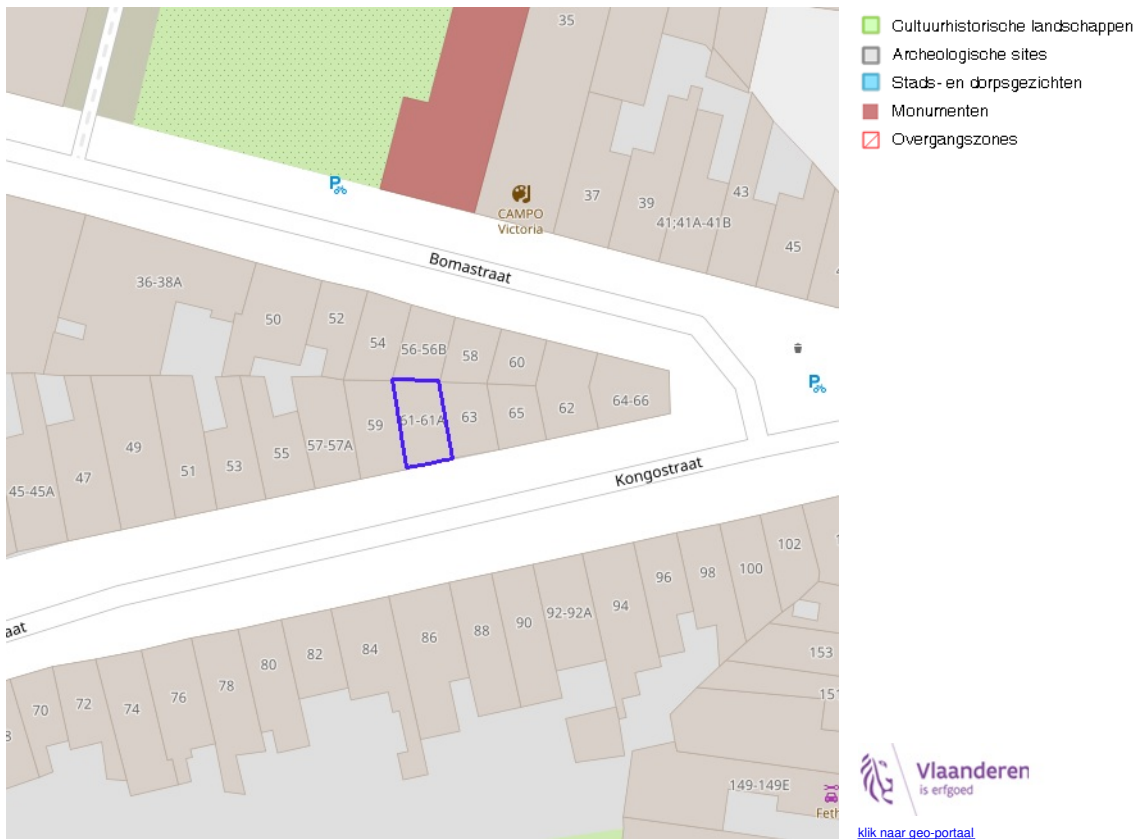 35
37
39
41;41A-41B
43
45
CAMPO
Victoria
Bomastraat
36-38A
50
52
54
56-56B
58
60
62
64-66
45-45A
47
49
51
53
55
57-57A
59
61-61A
63
65
Kongostraat
aat
70
72
74
76
78
80
82
84
86
88
90
92-92A
94
96
98
100
102
153
151
149-149E
Feth
Cultuurhistorische landschappen
Archeologische sites
Stads- en dorpsgezichten
Monumenten
Overgangszones
Vlaanderen
is erfgoed
klik naar geo-portaal